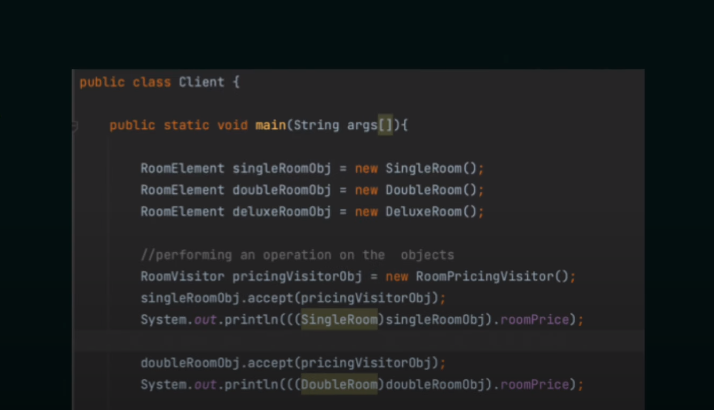 public class Client {
public static void main(String args[]){
RoomElement singleRoomObj = new SingleRoom();
RoomElement doubleRoomObj = new DoubleRoom();
RoomElement deluxeRoomObj = new DeluxeRoom();
//performing an operation on the  objects
RoomVisitor pricingVisitorObj = new RoomPricingVisitor();
singleRoomObj.accept(pricingVisitorObj);
System.out.println(((SingleRoom)singleRoomObj).roomPrice);
doubleRoomObj.accept(pricingVisitorObj);
System.out.println(((DoubleRoom)doubleRoomObj).roomPrice);